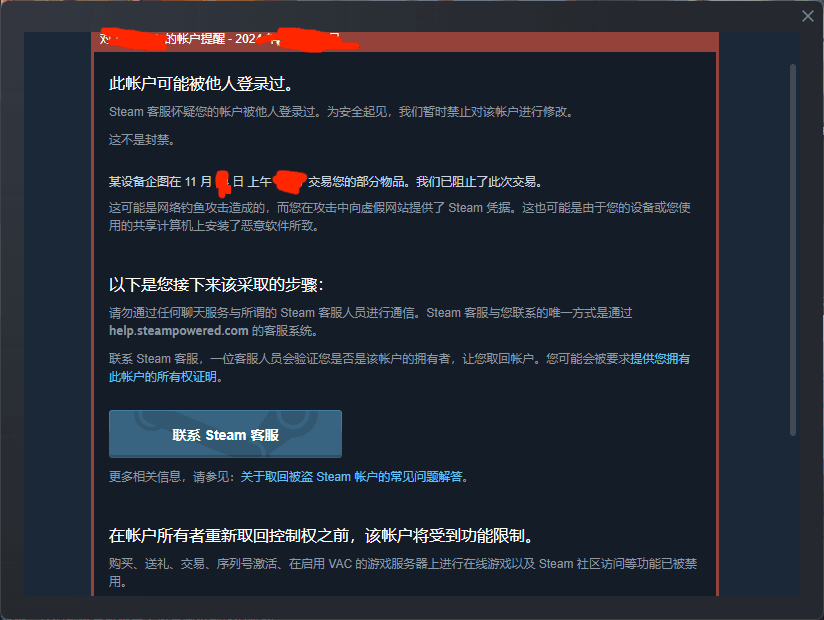 对 的帐户提醒 - 2024 年
此帐户可能被他人登录过。
Steam 客服怀疑您的帐户被他人登录过。为安全起见，我们暂时禁止对该帐户进行修改。
这不是封禁。
某设备企图在 11 月 日 上午 交易您的部分物品。我们已阻止了此次交易。
这可能是网络钓鱼攻击造成的，而您在攻击中向虚假网站提供了 Steam 凭据。这也可能是由于您的设备或您使
用的共享计算机上安装了恶意软件所致。
以下是您接下来该采取的步骤：
请勿通过任何聊天服务与所谓的 Steam 客服人员进行通信。Steam 客服与您联系的唯一方式是通过
help.steampowered.com 的客服系统。
联系 Steam 客服，一位客服人员会验证您是否是该帐户的拥有者，让您取回帐户。您可能会被要求提供您拥有
此帐户的所有权证明。
联系 Steam 客服
更多相关信息，请参见：关于取回被盗 Steam 帐户的常见问题解答。
在帐户所有者重新取回控制权之前，该帐户将受到功能限制。
购买、送礼、交易、序列号激活、在启用 VAC 的游戏服务器上进行在线游戏以及 Steam 社区访问等功能已被禁
用。